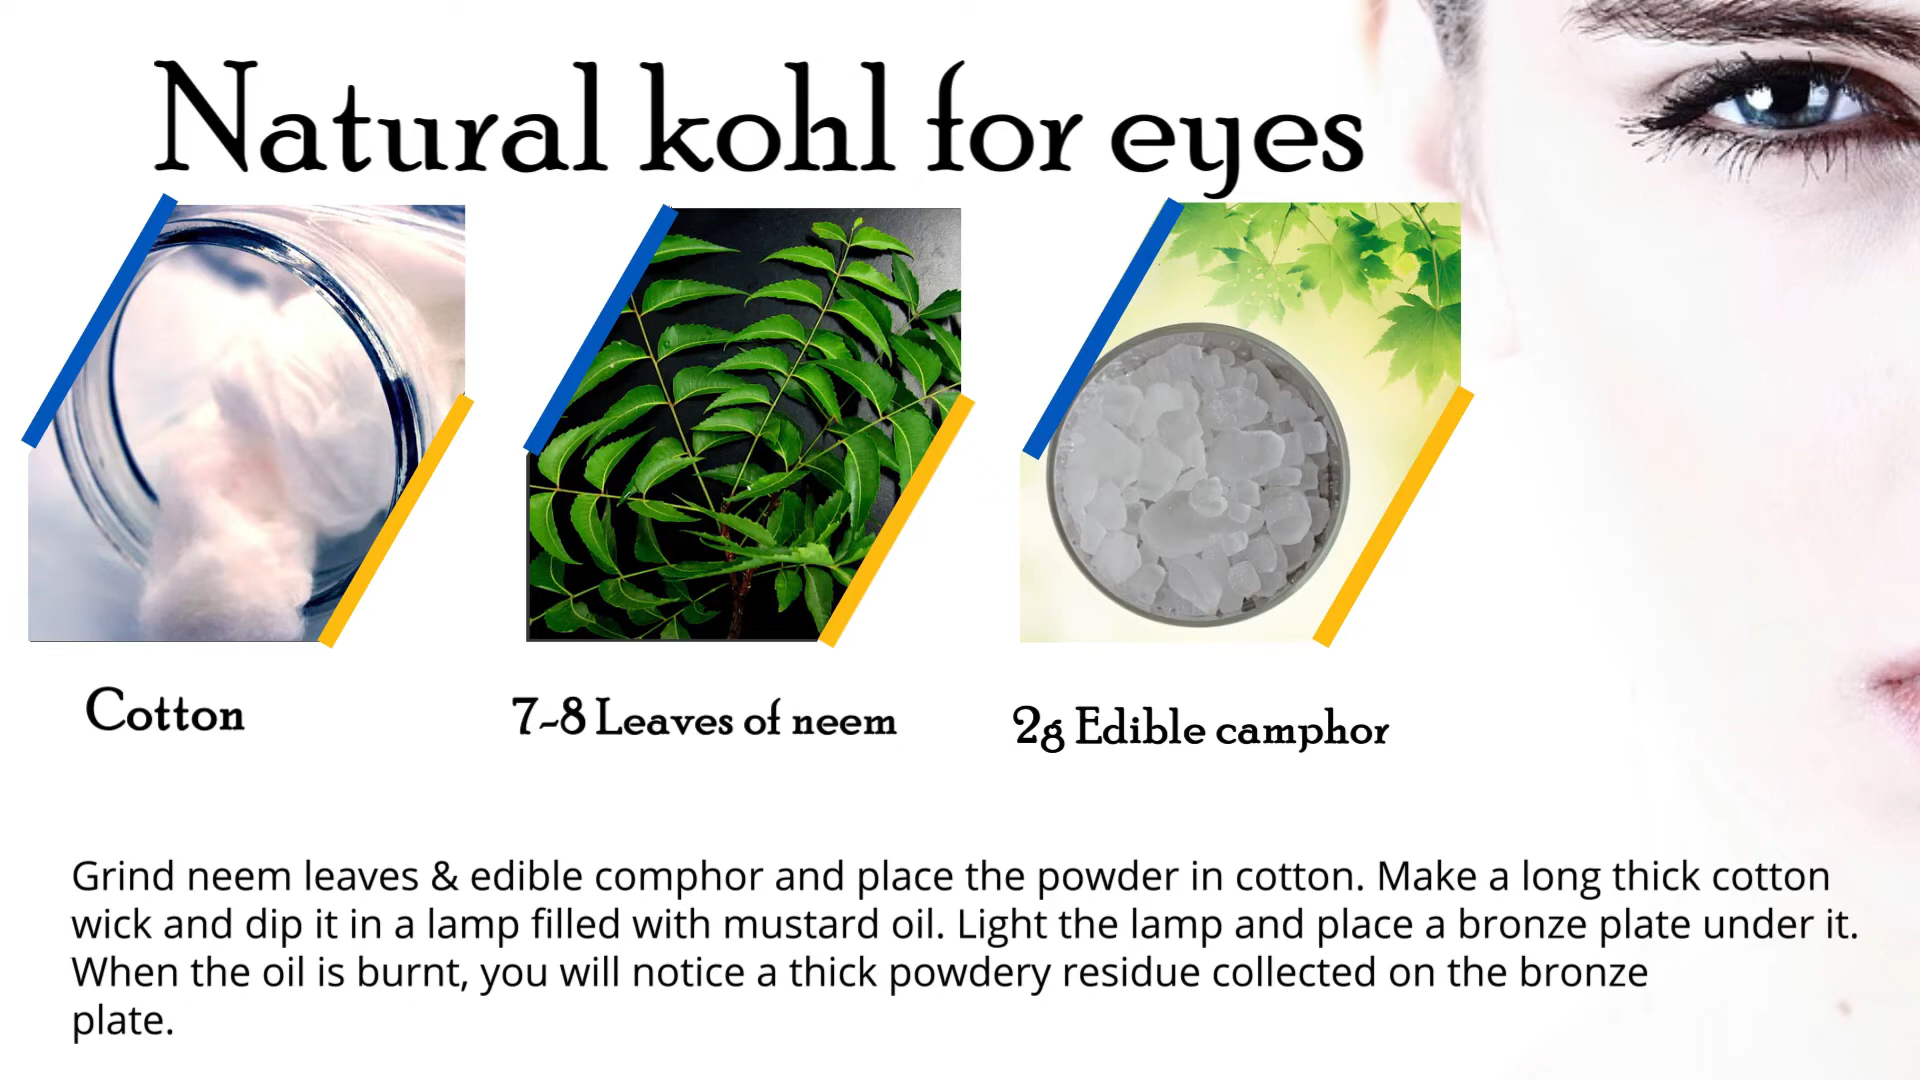 Natural kohl for eyes
Cotton
7-8 Leaves of neem
2g Edible camphor
Grind neem leaves & edible comphor and place the powder in cotton. Make a long thick cotton
wick and dip it in a lamp filled with mustard oil. Light the lamp and place a bronze plate under it.
When the oil is burnt, you will notice a thick powdery residue collected on the bronze
plate.